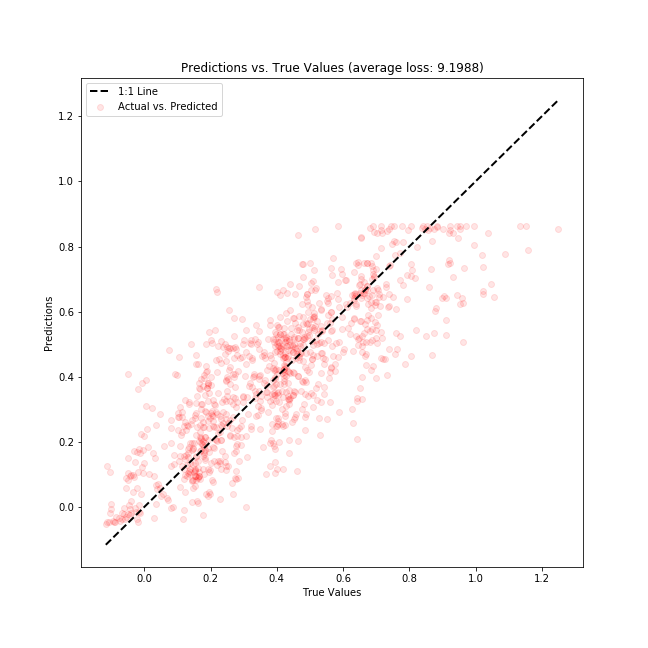 Predictions vs. True Values (average loss: 9.1988)
1:1 Line
Actual vs. Predicted
1.2
1.0
0.8
0.6
0.4
0.2
0.0
Predictions
0.0 0.2 0.4 0.6 0.8 1.0 1.2
True Values